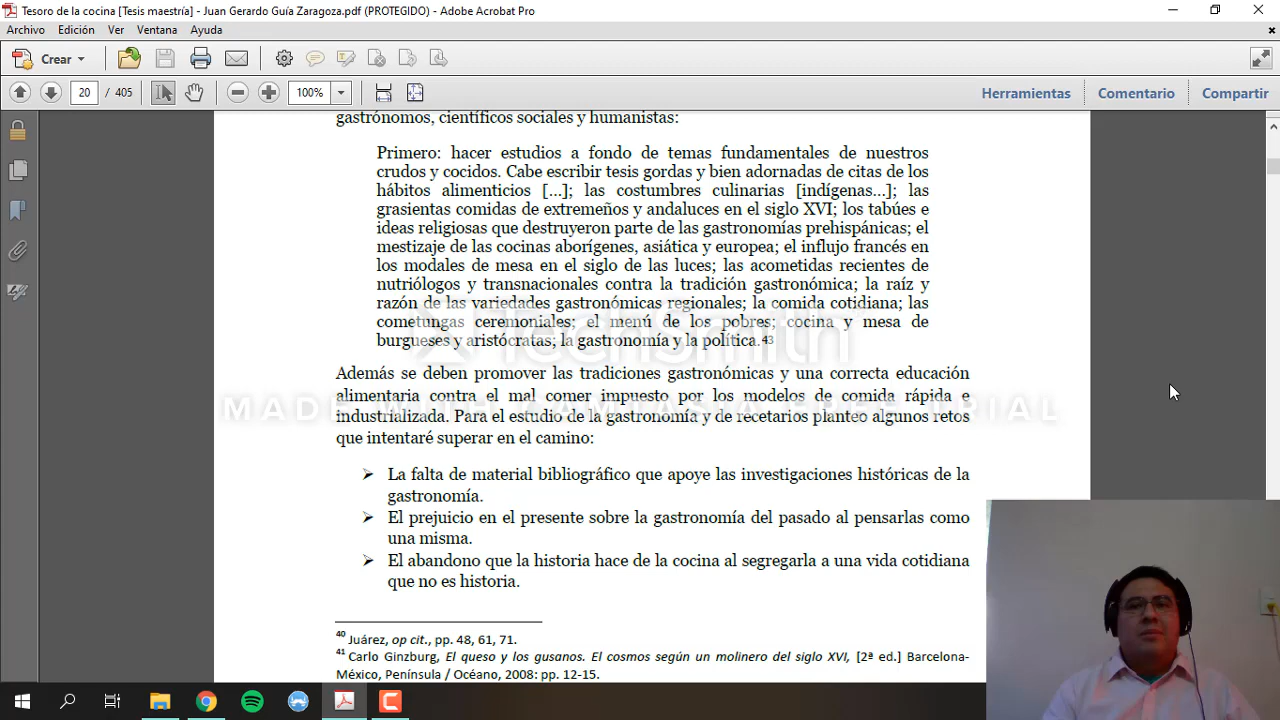 Tesoro de la cocina [Tesis maestría] - Juan Gerardo Guía Zaragoza.pdf (PROTEGIDO) - Adobe Acrobat Pro
Archivo Edición Ver Ventana Ayuda
Crear
20 / 405 100% Herramientas Comentario Compartir
gastrónomos, científicos sociales y humanistas:
Primero: hacer estudios a fondo de temas fundamentales de nuestros
crudos y cocidos. Cabe escribir tesis gordas y bien adornadas de citas de los
hábitos alimenticios […]; las costumbres culinarias [indígenas…]; las
grasientas comidas de extremeños y andaluces en el siglo XVI; los tabúes e
ideas religiosas que destruyeron parte de las gastronomías prehispánicas; el
mestizaje de las cocinas aborígenes, asiática y europea; el influjo francés en
los modales de mesa en el siglo de las luces; las acometidas recientes de
nutriólogos y transnacionales contra la tradición gastronómica; la raíz y
razón de las variedades gastronómicas regionales; la comida cotidiana; las
cometungas ceremoniales; el menú de los pobres; cocina y mesa de
burgueses y aristócratas; la gastronomía y la política.43
TechSmith
Además se deben promover las tradiciones gastronómicas y una correcta educación
alimentaria contra el mal comer impuesto por los modelos de comida rápida e
MADE WITH CAMTASIA FREE TRIAL
industrializada. Para el estudio de la gastronomía y de recetarios planteo algunos retos
que intentaré superar en el camino:
➢ La falta de material bibliográfico que apoye las investigaciones históricas de la
gastronomía.
➢ El prejuicio en el presente sobre la gastronomía del pasado al pensarlas como
una misma.
➢ El abandono que la historia hace de la cocina al segregarla a una vida cotidiana
que no es historia.
40 Juárez, op cit., pp. 48, 61, 71.
41 Carlo Ginzburg, El queso y los gusanos. El cosmos según un molinero del siglo XVI, [2ª ed.] Barcelona-
México, Península / Océano, 2008: pp. 12-15.